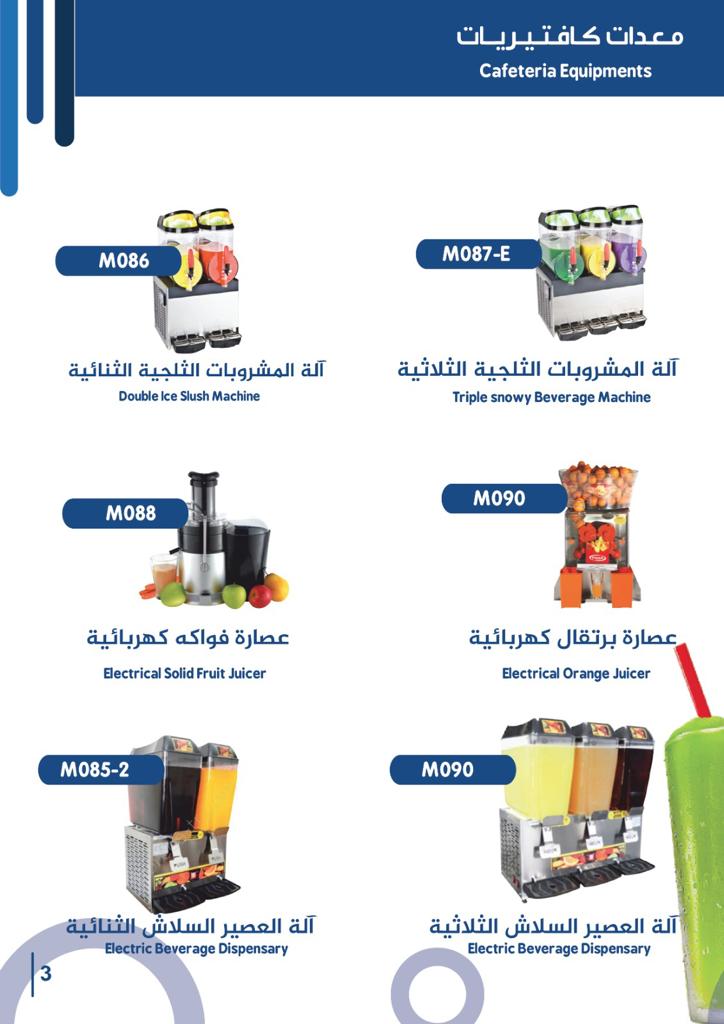 معدات كافتيريات
Cafeteria Equipments
M086
M087-E
آلة المشروبات الثلجية الثنائية
Double Ice Slush Machine
آلة المشروبات الثلجية الثلاثية
Triple snowy Beverage Machine
M088
M090
عصارة فواكه كهربائية
Electrical Solid Fruit Juicer
عصارة برتقال كهربائية
Electrical Orange Juicer
M085-2
M090
آلة العصير السلاش الثنائية
Electric Beverage Dispensary
آلة العصير السلاش الثلاثية
Electric Beverage Dispensary
3